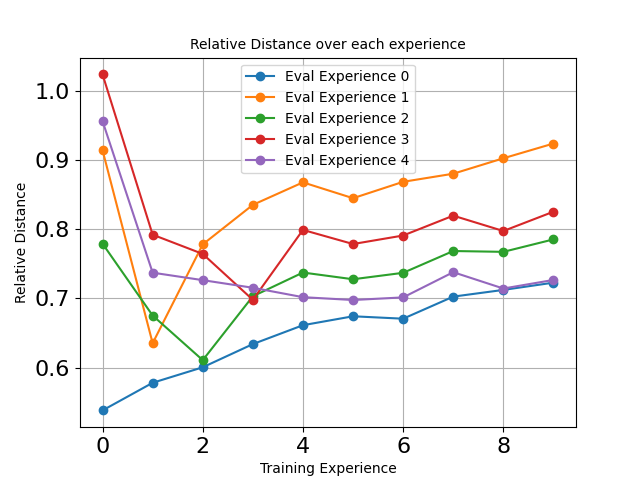 Relative Distance over each experience
Eval Experience 0
Eval Experience 1
Eval Experience 2
Eval Experience 3
Eval Experience 4
1.0
0.9
0.8
0.7
0.6
Relative Distance
0 2 4 6 8
Training Experience